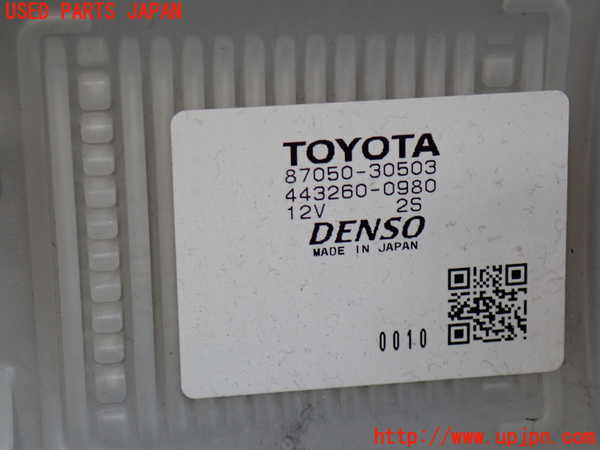 USED PARTS JAPAN
TOYOTA
87050-30503
443260-0980
12V 2S
DENSO
MADE IN JAPAN
0010
http://www.upjpn.com/